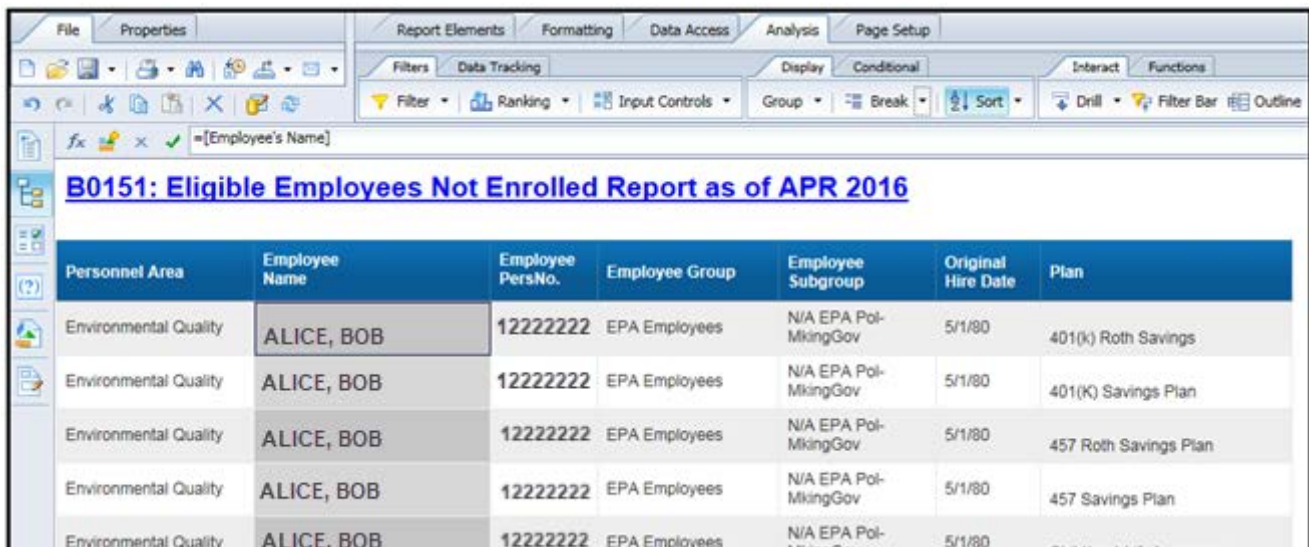 File Properties Report Elements Formatting Data Access Analysis Page Setup
Filters Data Tracking Display Conditional Interact Functions
Filter Ranking Input Controls Group Break Sort Drill Filter Bar Outline
fx =[Employee's Name]
B0151: Eligible Employees Not Enrolled Report as of APR 2016
Personnel Area Employee Name Employee PersNo. Employee Group Employee Subgroup Original Hire Date Plan
Environmental Quality ALICE, BOB 12222222 EPA Employees N/A EPA Pol-MkingGov 5/1/80 401(k) Roth Savings
Environmental Quality ALICE, BOB 12222222 EPA Employees N/A EPA Pol-MkingGov 5/1/80 401(K) Savings Plan
Environmental Quality ALICE, BOB 12222222 EPA Employees N/A EPA Pol-MkingGov 5/1/80 457 Roth Savings Plan
Environmental Quality ALICE, BOB 12222222 EPA Employees N/A EPA Pol-MkingGov 5/1/80 457 Savings Plan
Environmental Quality ALICE, BOB 12222222 EPA Employees N/A EPA Pol- 5/1/80